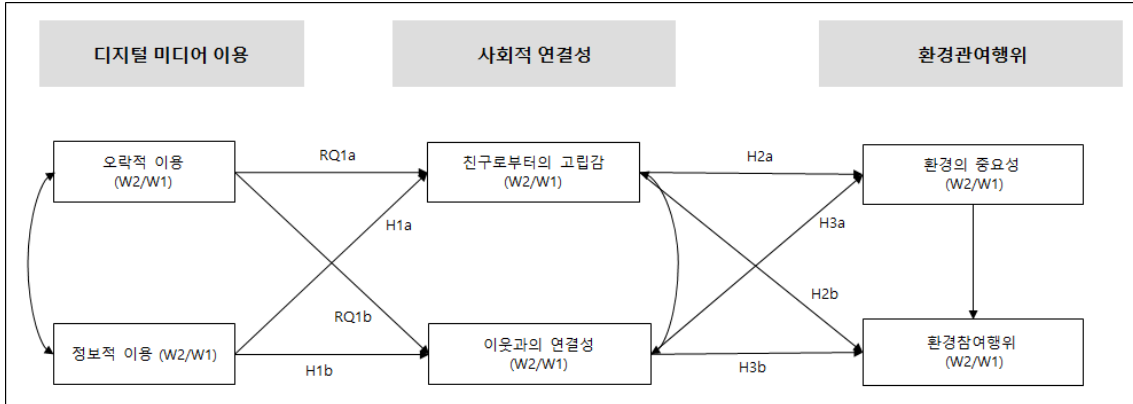 디지털 미디어 이용
사회적 연결성
환경관여행위
오락적 이용
(W2/W1)
RQ1a
친구로부터의 고립감
(W2/W1)
H2a
환경의 중요성
(W2/W1)
H1a
H3a
H2b
RQ1b
정보적 이용 (W2/W1)
H1b
이웃과의 연결성
(W2/W1)
H3b
환경참여행위
(W2/W1)